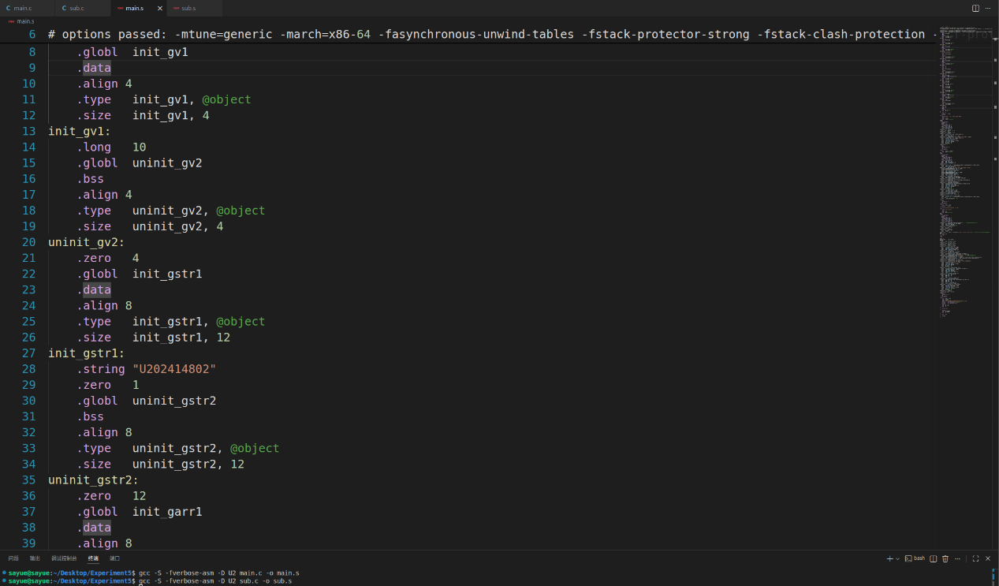 main.c sub.c main.s sub.s
main.s
6 # options passed: -mtune=generic -march=x86-64 -fasynchronous-unwind-tables -fstack-protector-strong -fstack-clash-protection -
8 .globl init_gv1
9 .data
10 .align 4
11 .type init_gv1, @object
12 .size init_gv1, 4
13 init_gv1:
14 .long 10
15 .globl uninit_gv2
16 .bss
17 .align 4
18 .type uninit_gv2, @object
19 .size uninit_gv2, 4
20 uninit_gv2:
21 .zero 4
22 .globl init_gstr1
23 .data
24 .align 8
25 .type init_gstr1, @object
26 .size init_gstr1, 12
27 init_gstr1:
28 .string "U202414802"
29 .zero 1
30 .globl uninit_gstr2
31 .bss
32 .align 8
33 .type uninit_gstr2, @object
34 .size uninit_gstr2, 12
35 uninit_gstr2:
36 .zero 12
37 .globl init_garr1
38 .data
39 .align 8
问题 输出 调试控制台 终端 端口 bash
sayue@sayue:~/Desktop/Experiment5$ gcc -S -fverbose-asm -D U2 main.c -o main.s
sayue@sayue:~/Desktop/Experiment5$ gcc -S -fverbose-asm -D U2 sub.c -o sub.s